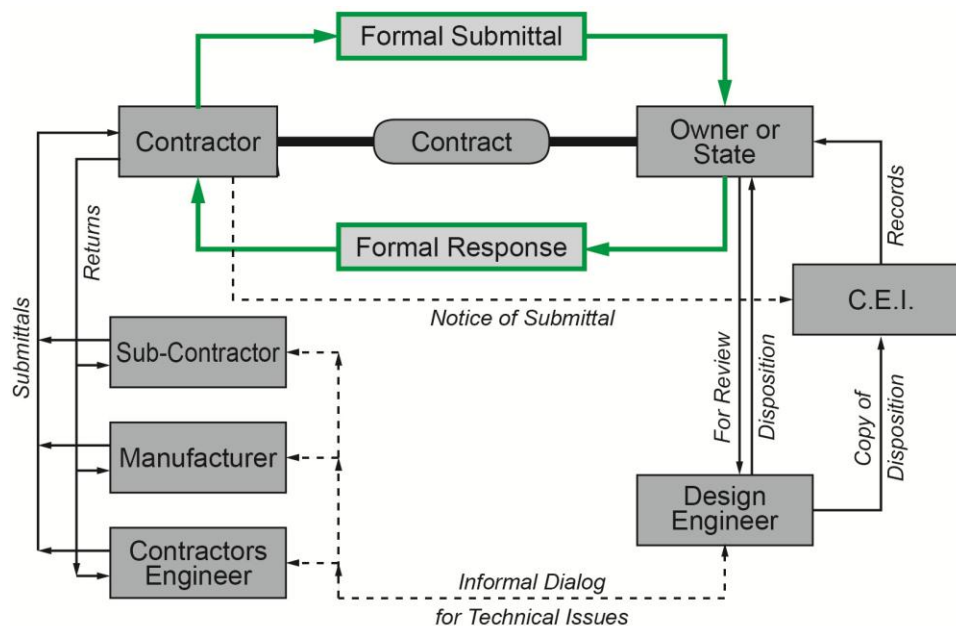 Formal Submittal
Contractor
Contract
Owner or
State
Formal Response
Submittals
Returns
Records
C.E.I.
Notice of Submittal
Sub-Contractor
For Review
Disposition
Copy of
Disposition
Manufacturer
Design
Engineer
Contractors
Engineer
Informal Dialog
for Technical Issues